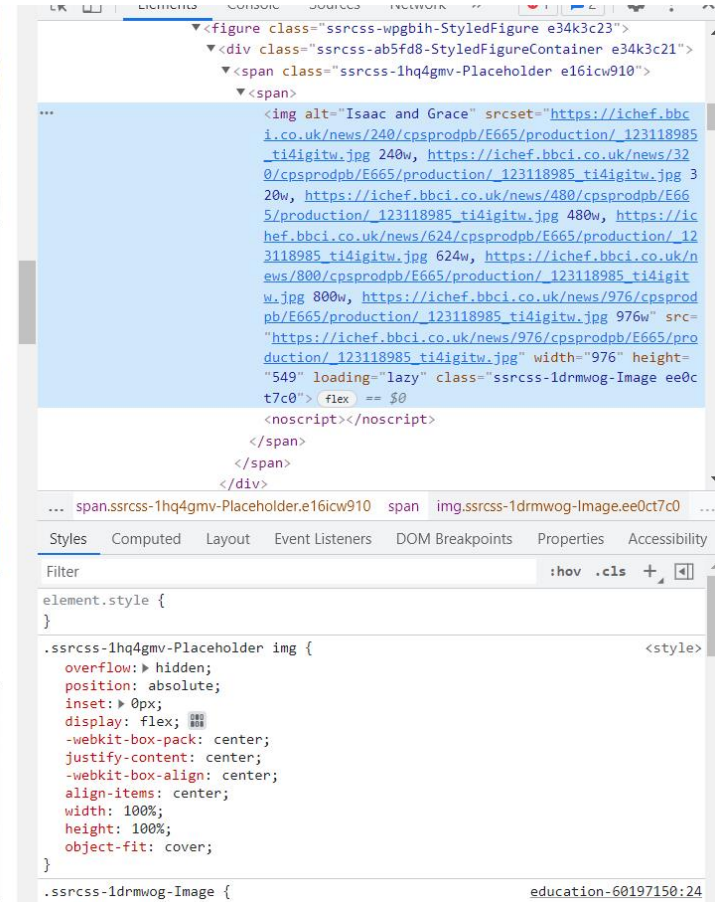 Elements Console Sources Network » 1 2
▼<figure class="ssrcss-wpgbih-StyledFigure e34k3c23">
▼<div class="ssrcss-ab5fd8-StyledFigureContainer e34k3c21">
▼<span class="ssrcss-1hq4gmv-Placeholder e16icw910">
▼<span>
... <img alt="Isaac and Grace" srcset="https://ichef.bbc
i.co.uk/news/240/cpsprodpb/E665/production/_123118985
_ti4igitw.jpg 240w, https://ichef.bbci.co.uk/news/32
0/cpsprodpb/E665/production/_123118985_ti4igitw.jpg 3
20w, https://ichef.bbci.co.uk/news/480/cpsprodpb/E66
5/production/_123118985_ti4igitw.jpg 480w, https://ic
hef.bbci.co.uk/news/624/cpsprodpb/E665/production/_12
3118985_ti4igitw.jpg 624w, https://ichef.bbci.co.uk/n
ews/800/cpsprodpb/E665/production/_123118985_ti4igit
w.jpg 800w, https://ichef.bbci.co.uk/news/976/cpsprod
pb/E665/production/_123118985_ti4igitw.jpg 976w" src=
"https://ichef.bbci.co.uk/news/976/cpsprodpb/E665/pro
duction/_123118985_ti4igitw.jpg" width="976" height=
"549" loading="lazy" class="ssrcss-1drmwog-Image ee0c
t7c0"> flex == $0
<noscript></noscript>
</span>
</span>
</div>
... span.ssrcss-1hq4gmv-Placeholder.e16icw910 span img.ssrcss-1drmwog-Image.ee0ct7c0 ...
Styles Computed Layout Event Listeners DOM Breakpoints Properties Accessibility
Filter :hov .cls +
element.style {
}
.ssrcss-1hq4gmv-Placeholder img { <style>
overflow:▶ hidden;
position: absolute;
inset:▶ 0px;
display: flex;
-webkit-box-pack: center;
justify-content: center;
-webkit-box-align: center;
align-items: center;
width: 100%;
height: 100%;
object-fit: cover;
}
.ssrcss-1drmwog-Image { education-60197150:24